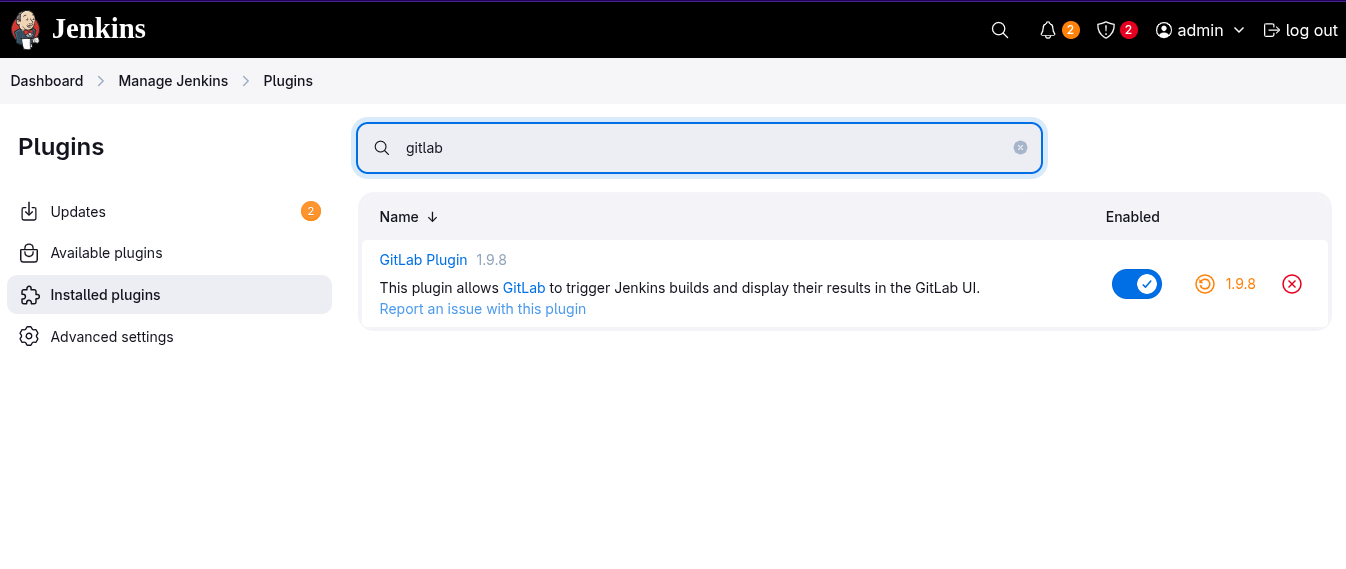 Jenkins
2
2
admin
log out
Dashboard
Manage Jenkins
Plugins
Plugins
gitlab
Updates
2
Available plugins
Installed plugins
Advanced settings
Name ↓
Enabled
GitLab Plugin 1.9.8
This plugin allows GitLab to trigger Jenkins builds and display their results in the GitLab UI.
Report an issue with this plugin
1.9.8